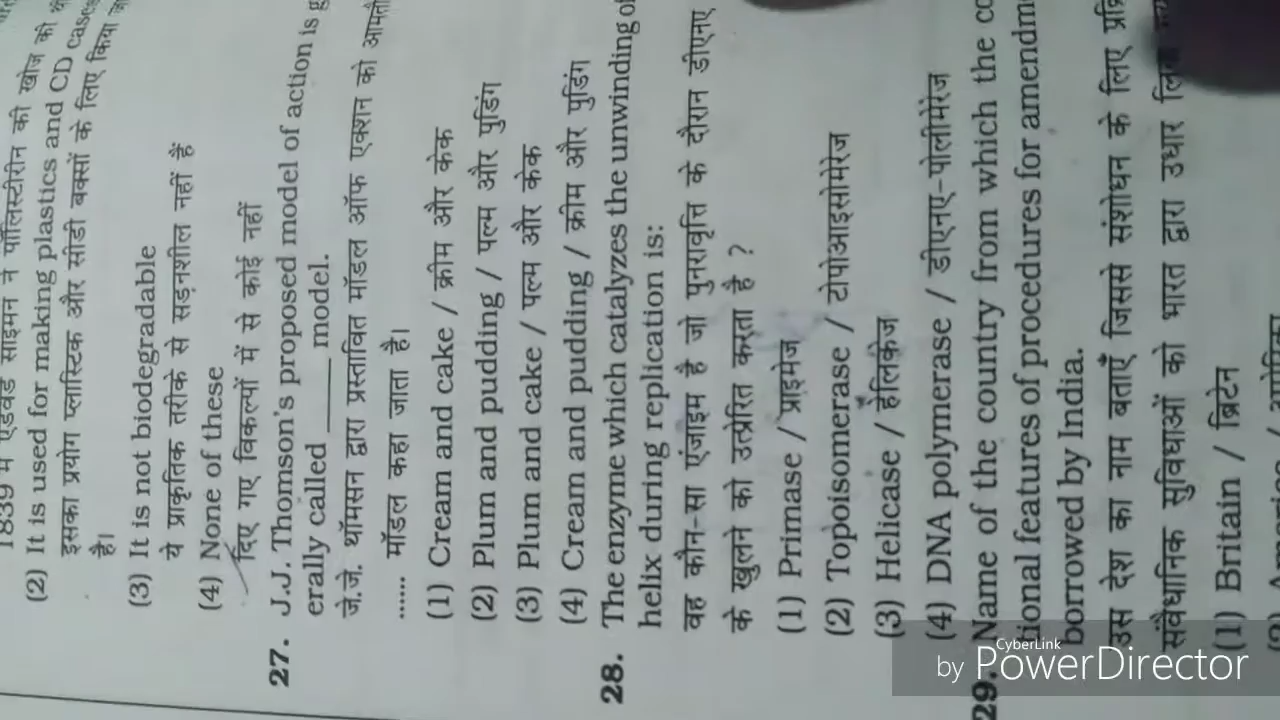 1839 में एडवर्ड साइमन ने पॉलिस्टीरीन की खोज की
(2) It is used for making plastics and CD cases
इसका प्रयोग प्लास्टिक और सीडी बक्सों के लिए किया
है।
(3) It is not biodegradable
ये प्राकृतिक तरीके से सड़नशील नहीं हैं
(4) None of these
दिए गए विकल्पों में से कोई नहीं
27. J.J. Thomson's proposed model of action is g
erally called ______ model.
जे.जे. थॉमसन द्वारा प्रस्तावित मॉडल ऑफ एक्शन को आमतौ
...... मॉडल कहा जाता है।
(1) Cream and cake / क्रीम और केक
(2) Plum and pudding / पल्म और पुडिंग
(3) Plum and cake / पल्म और केक
(4) Cream and pudding / क्रीम और पुडिंग
28. The enzyme which catalyzes the unwinding of
helix during replication is:
वह कौन-सा एंजाइम है जो पुनरावृत्ति के दौरान डीएनए
के खुलने को उत्प्रेरित करता है ?
(1) Primase / प्राइमेज
(2) Topoisomerase / टोपोआइसोमेरेज
(3) Helicase / हेलिकेज
(4) DNA polymerase / डीएनए-पोलीमेरेज
29. Name of the country from which the co
tional features of procedures for amendme
borrowed by India.
उस देश का नाम बताएँ जिससे संशोधन के लिए
संवैधानिक सुविधाओं को भारत द्वारा उधार
(1) Britain / ब्रिटेन
by CyberLink PowerDirector